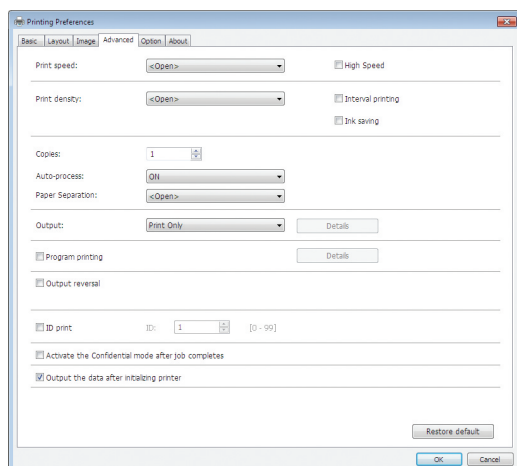 Printing Preferences
Basic Layout Image Advanced Option About
Print speed: <Open> High Speed
Print density: <Open> Interval printing
Ink saving
Copies: 1
Auto-process: ON
Paper Separation: <Open>
Output: Print Only Details
Program printing Details
Output reversal
ID print ID: 1 [0 - 99]
Activate the Confidential mode after job completes
Output the data after initializing printer
Restore default
OK Cancel